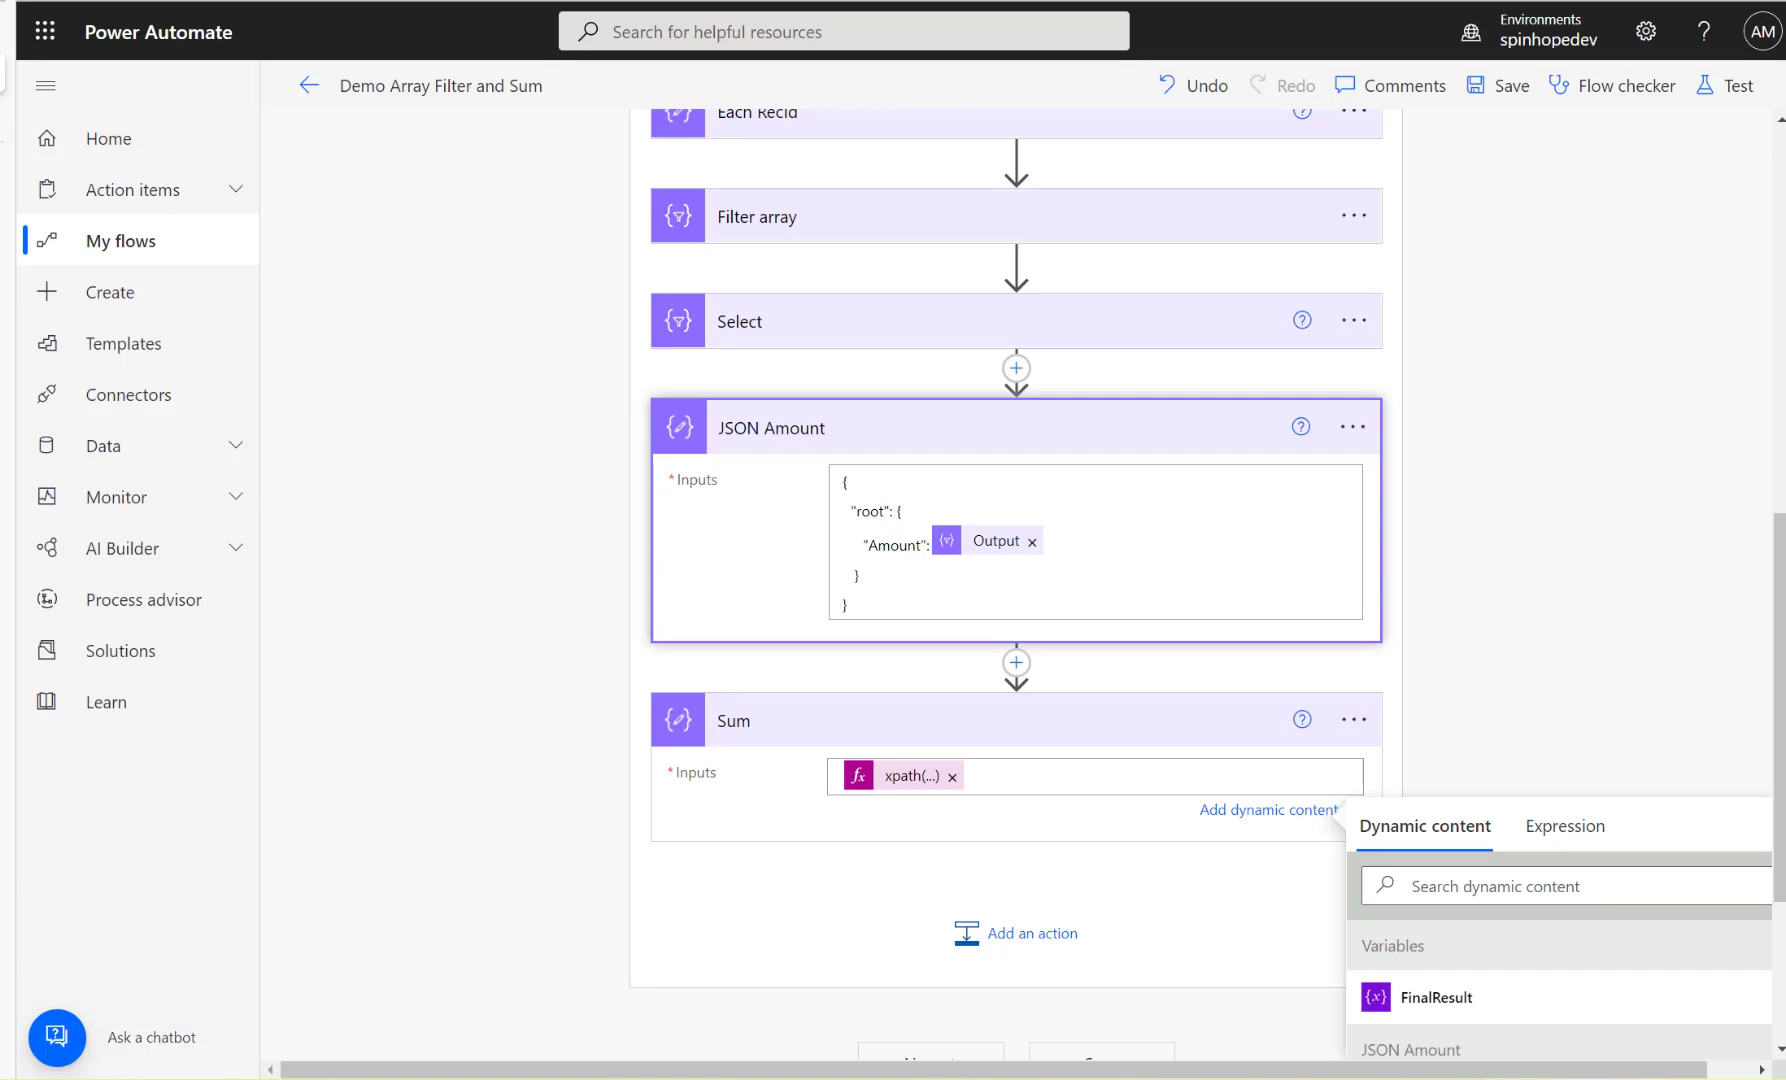 Power Automate
Search for helpful resources
Environments
spinhopedev
AM
Demo Array Filter and Sum
Undo
Redo
Comments
Save
Flow checker
Test
Home
Action items
My flows
Create
Templates
Connectors
Data
Monitor
AI Builder
Process advisor
Solutions
Learn
Ask a chatbot
Each RecId
Filter array
Select
JSON Amount
* Inputs
{
"root": {
"Amount": Output ×
}
}
Sum
* Inputs
fx xpath(...) ×
Add dynamic content
Add an action
Dynamic content
Expression
Search dynamic content
Variables
{x} FinalResult
JSON Amount